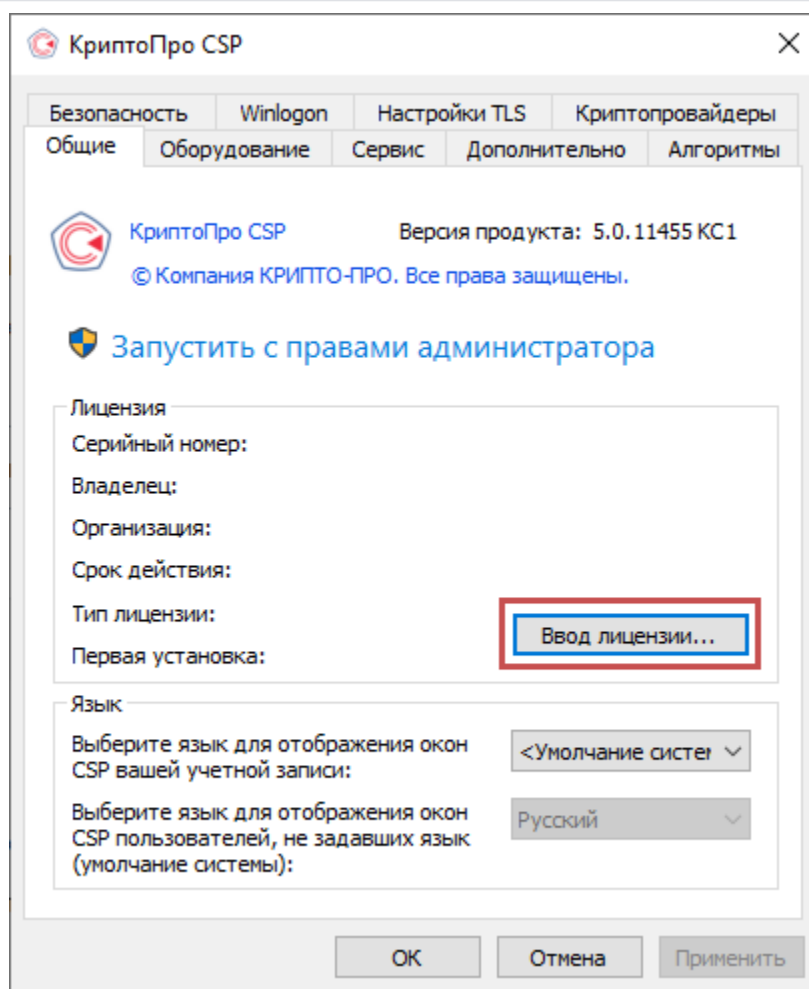 КриптоПро CSP
Безопасность Winlogon Настройки TLS Криптопровайдеры
Общие Оборудование Сервис Дополнительно Алгоритмы
КриптоПро CSP Версия продукта: 5.0.11455 КС1
© Компания КРИПТО-ПРО. Все права защищены.
Запустить с правами администратора
Лицензия
Серийный номер:
Владелец:
Организация:
Срок действия:
Тип лицензии:
Ввод лицензии...
Первая установка:
Язык
Выберите язык для отображения окон
CSP вашей учетной записи:
<Умолчание систег
Выберите язык для отображения окон
CSP пользователей, не задавших язык
(умолчание системы):
Русский
ОК Отмена Применить